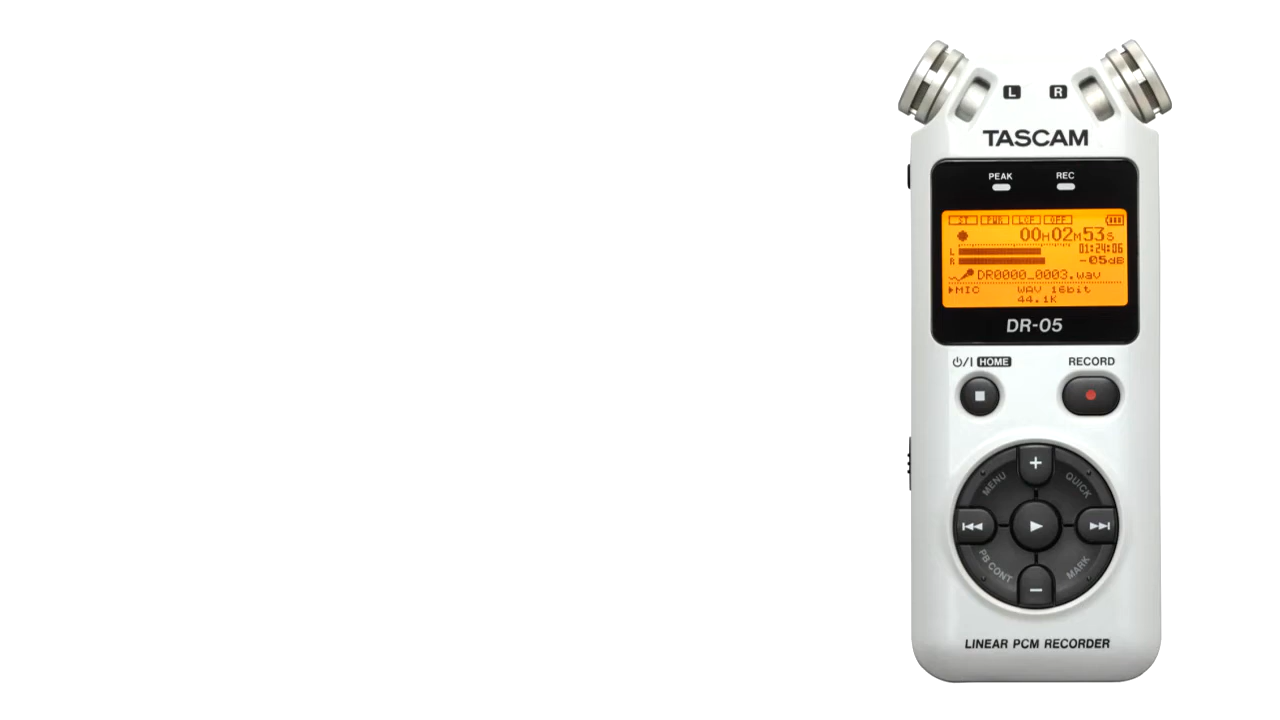 L R
TASCAM
PEAK REC
ST PWR LCF OFF
00H02M53S
L 01:24:06
R -05dB
DR0000_0003.wav
MIC WAV 16bit
44.1K
DR-05
⏻/I HOME RECORD
+
MENU QUICK
PB CONT MARK
−
LINEAR PCM RECORDER